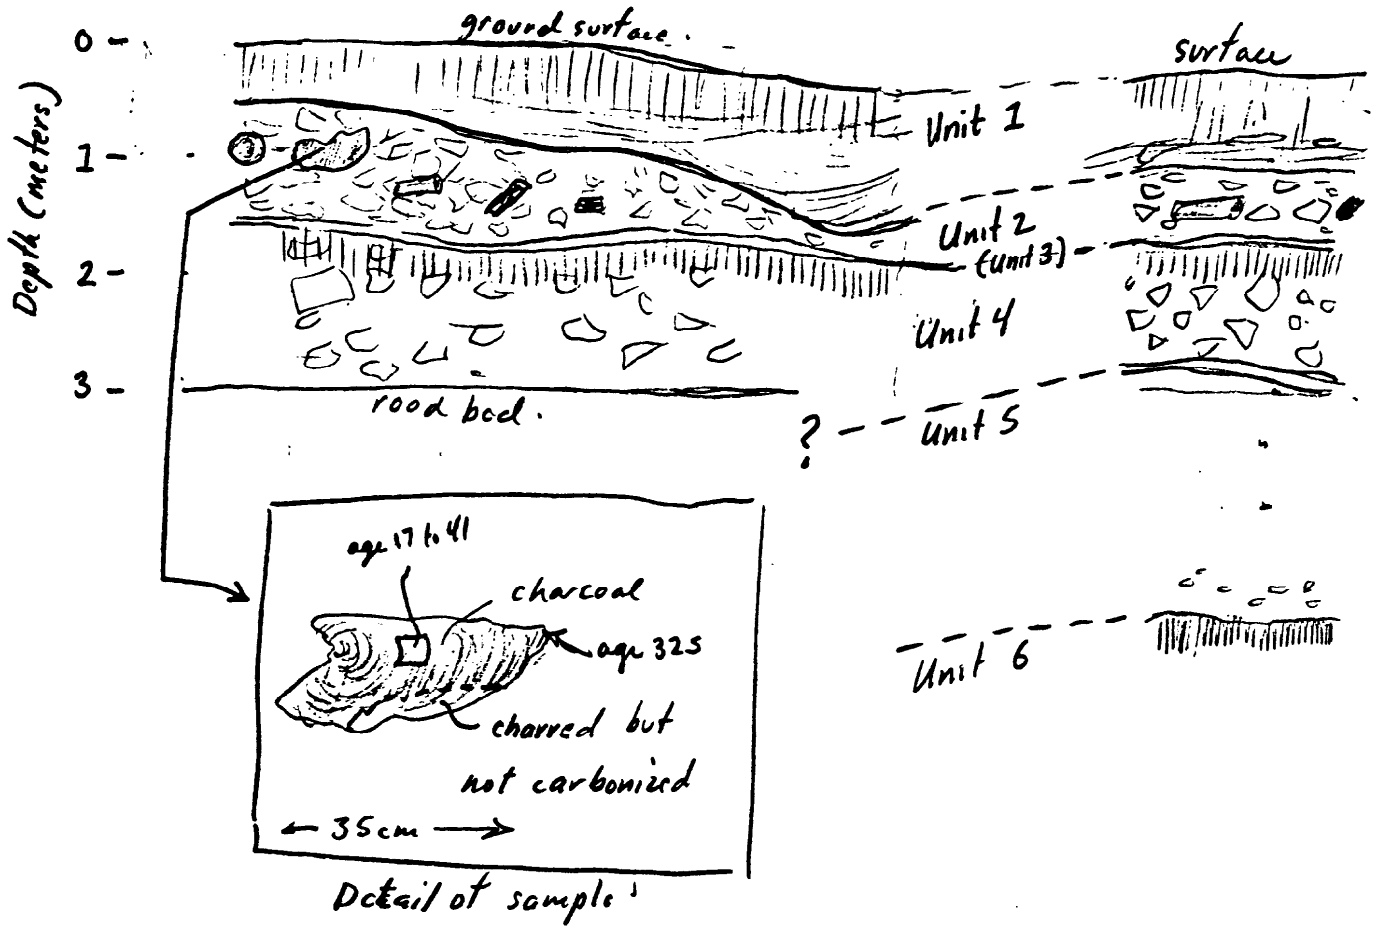 ground surface.
surface
Depth (meters)
0
1
2
3
Unit 1
Unit 2
(Unit 3)
Unit 4
road bed.
?
Unit 5
Unit 6
age 17 to 41
charcoal
age 325
charred but
not carbonized
35cm
Detail of sample